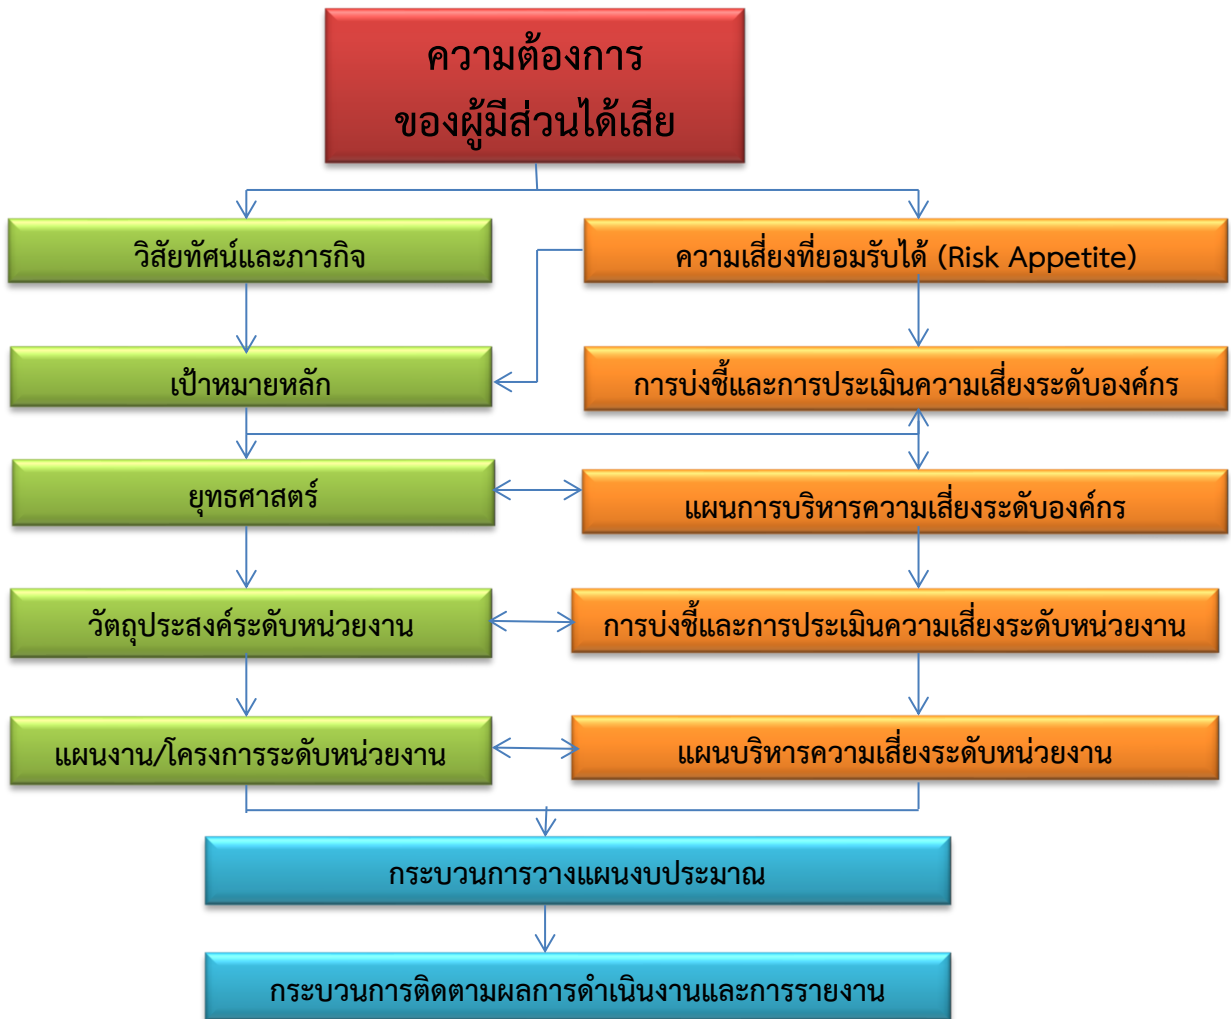 ความต้องการ
ของผู้มีส่วนได้เสีย
วิสัยทัศน์และภารกิจ
ความเสี่ยงที่ยอมรับได้ (Risk Appetite)
เป้าหมายหลัก
การบ่งชี้และการประเมินความเสี่ยงระดับองค์กร
ยุทธศาสตร์
แผนการบริหารความเสี่ยงระดับองค์กร
วัตถุประสงค์ระดับหน่วยงาน
การบ่งชี้และการประเมินความเสี่ยงระดับหน่วยงาน
แผนงาน/โครงการระดับหน่วยงาน
แผนบริหารความเสี่ยงระดับหน่วยงาน
กระบวนการวางแผนงบประมาณ
กระบวนการติดตามผลการดำเนินงานและการรายงาน